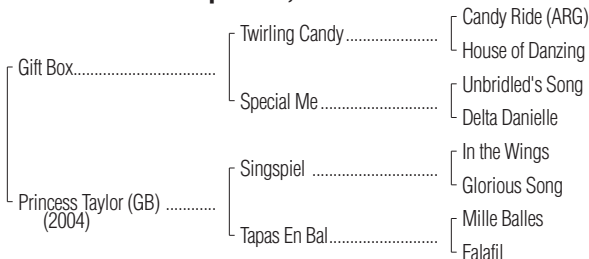 Candy Ride (ARG)
Twirling Candy
House of Danzing
Gift Box
Unbridled's Song
Special Me
Delta Danielle
In the Wings
Singspiel
Glorious Song
Princess Taylor (GB)
(2004)
Mille Balles
Tapas En Bal
Falafil